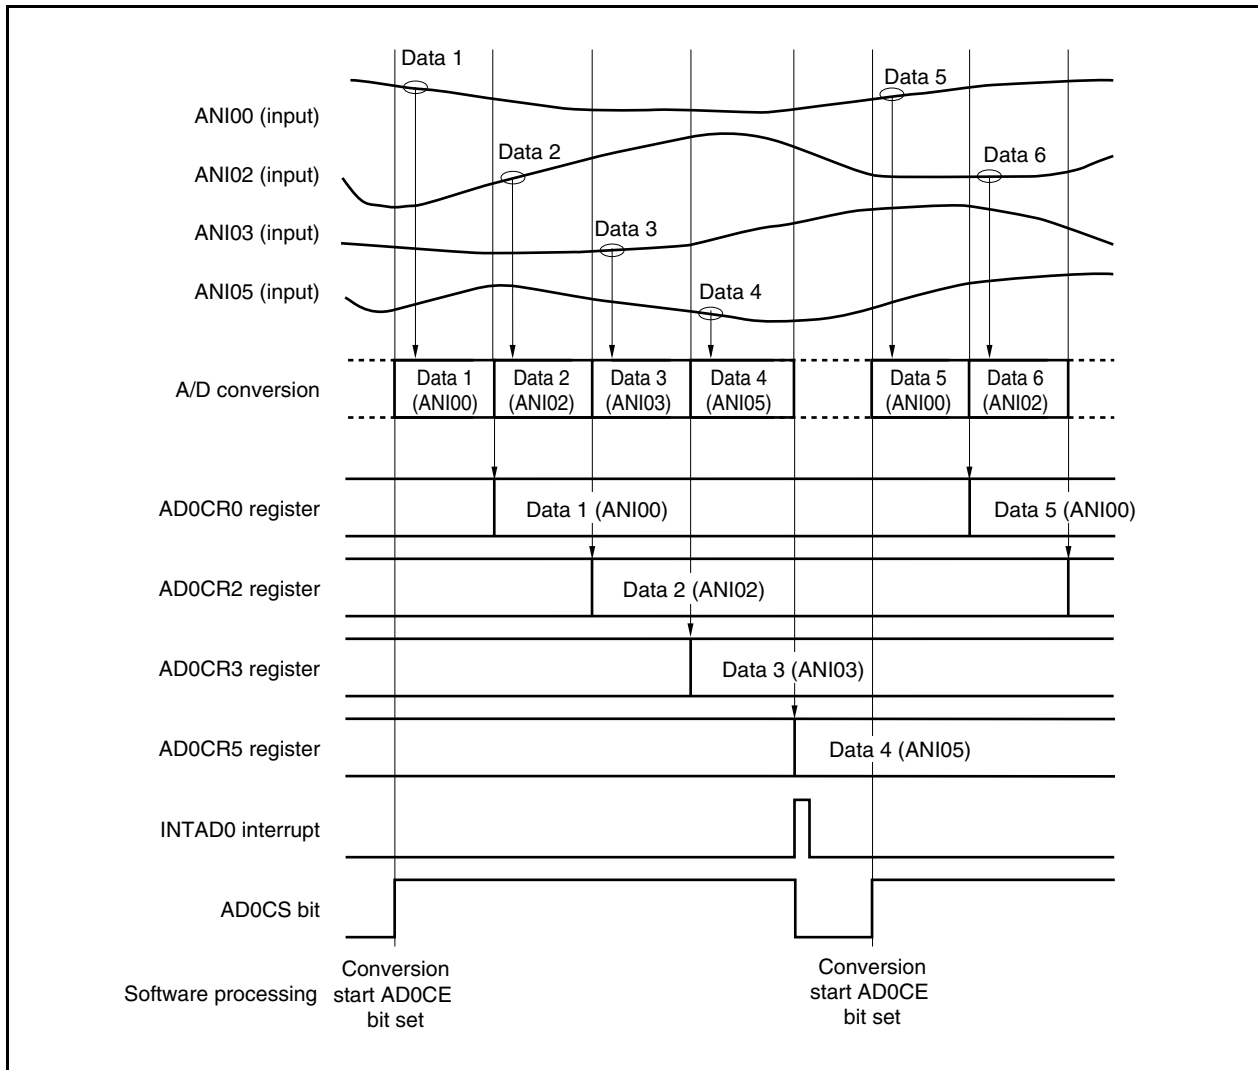 Data 1
Data 5
ANI00 (input)
Data 2
Data 6
ANI02 (input)
Data 3
ANI03 (input)
Data 4
ANI05 (input)
A/D conversion
Data 1
(ANI00)
Data 2
(ANI02)
Data 3
(ANI03)
Data 4
(ANI05)
Data 5
(ANI00)
Data 6
(ANI02)
AD0CR0 register
Data 1 (ANI00)
Data 5 (ANI00)
AD0CR2 register
Data 2 (ANI02)
AD0CR3 register
Data 3 (ANI03)
AD0CR5 register
Data 4 (ANI05)
INTAD0 interrupt
AD0CS bit
Software processing
Conversion
start AD0CE
bit set
Conversion
start AD0CE
bit set